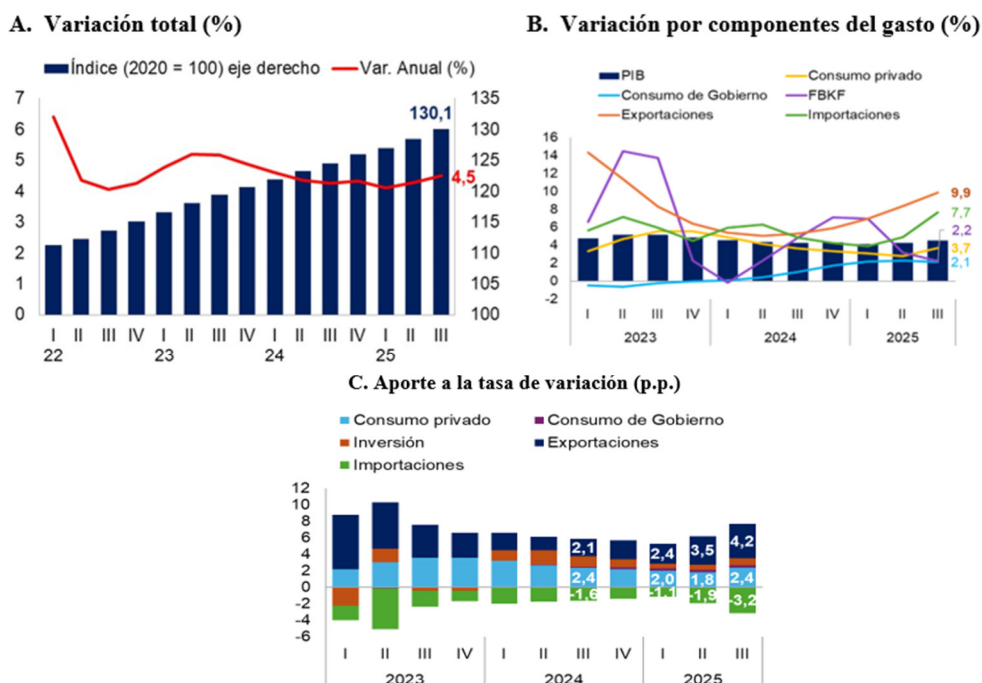 A. Variación total (%)
Índice (2020 = 100) eje derecho Var. Anual (%)
7 135
6 130
5 125
4 120
3 115
2 110
1 105
0 100
130,1
4,5
I II III IV I II III IV I II III IV I II III
22 23 24 25
B. Variación por componentes del gasto (%)
PIB Consumo privado
Consumo de Gobierno FBKF
Exportaciones Importaciones
16
14
12
10
8
6
4
2
0
-2
9,9
7,7
2,2
3,7
2,1
I II III IV I II III IV I II III
2023 2024 2025
C. Aporte a la tasa de variación (p.p.)
Consumo privado Consumo de Gobierno
Inversión Exportaciones
Importaciones
12
10
8
6
4
2
0
-2
-4
-6
2,1 2,4 3,5 4,2
2,4 2,0 1,8 2,4
-1,6 -1,1 -1,9 -3,2
I II III IV I II III IV I II III
2023 2024 2025